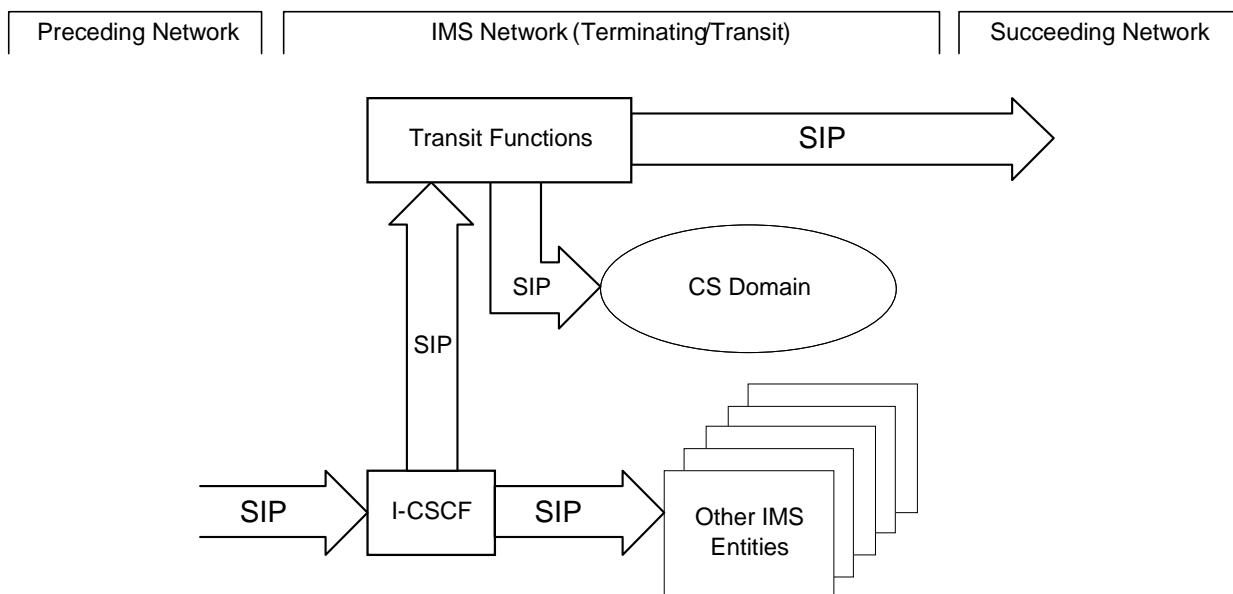 Preceding Network
IMS Network (Terminating/Transit)
Succeeding Network
Transit Functions
SIP
SIP
CS Domain
SIP
SIP
I-CSCF
SIP
Other IMS
Entities